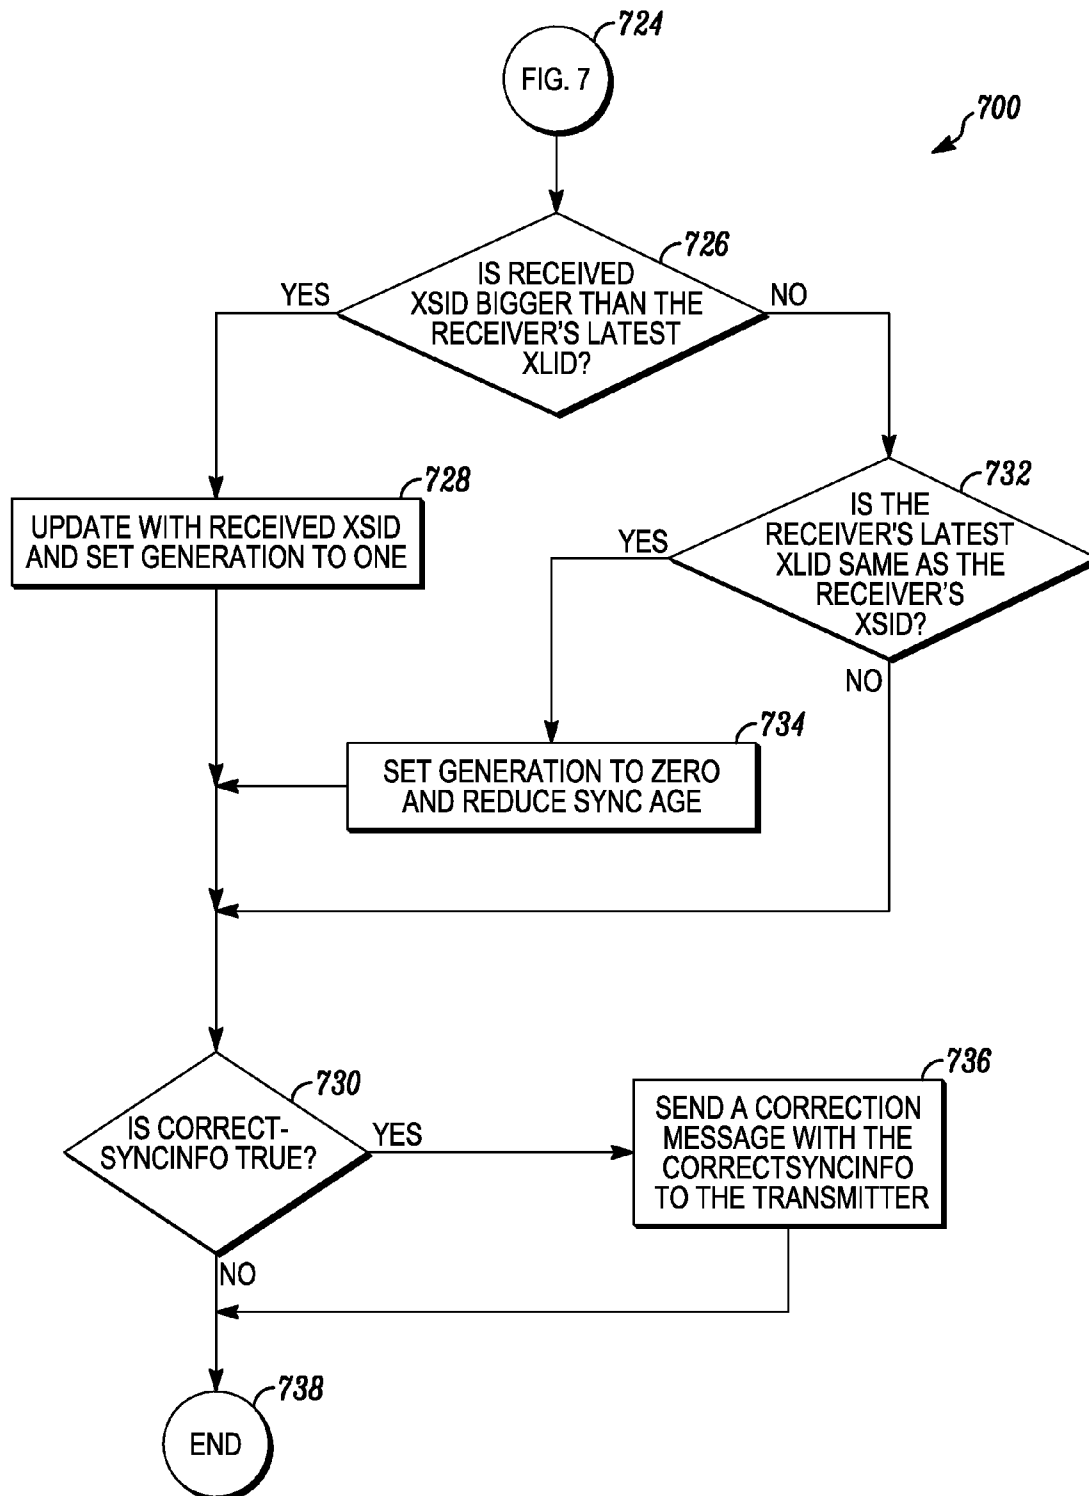 724
FIG. 7
700
726
IS RECEIVED
XSID BIGGER THAN THE
RECEIVER'S LATEST
XLID?
YES
NO
728
UPDATE WITH RECEIVED XSID
AND SET GENERATION TO ONE
732
IS THE
RECEIVER'S LATEST
XLID SAME AS THE
RECEIVER'S
XSID?
YES
NO
734
SET GENERATION TO ZERO
AND REDUCE SYNC AGE
730
IS CORRECT-
SYNCINFO TRUE?
YES
NO
736
SEND A CORRECTION
MESSAGE WITH THE
CORRECTSYNCINFO
TO THE TRANSMITTER
738
END